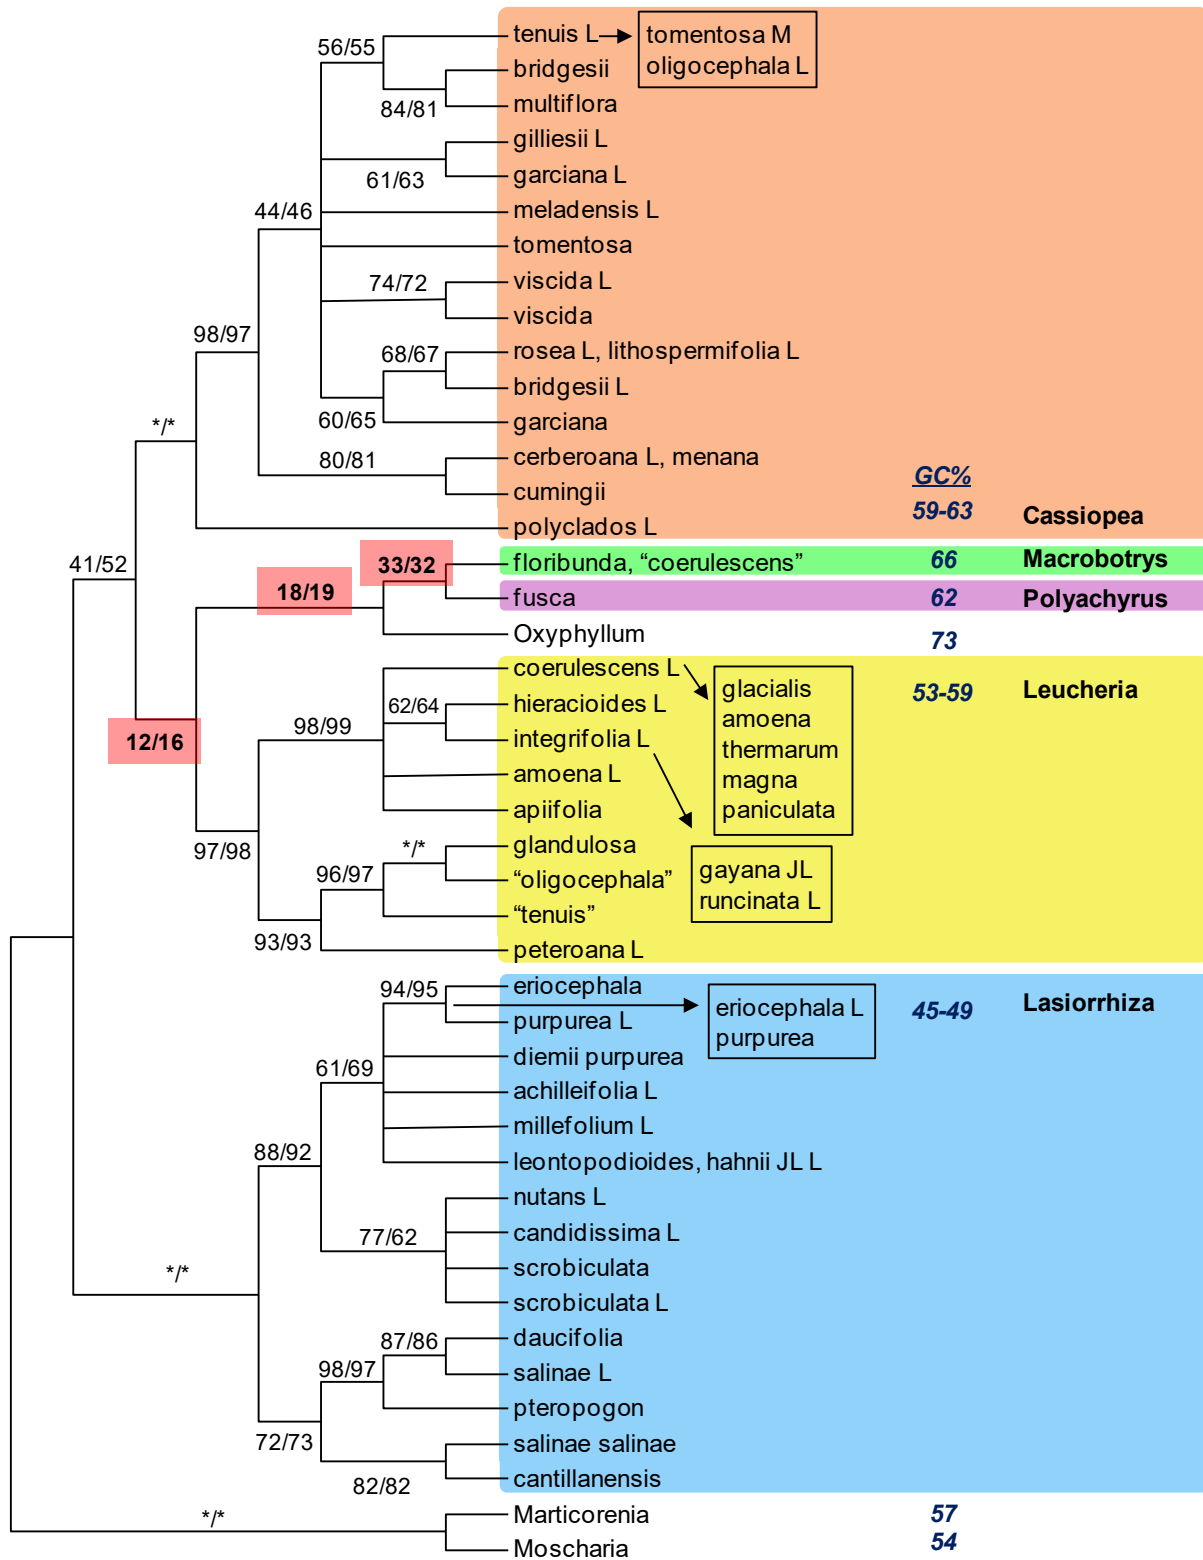 tenuis L
tomentosa M
oligocephala L
56/55
bridgesii
84/81
multiflora
gilliesii L
61/63
garciana L
44/46
meladensis L
tomentosa
74/72
viscida L
viscida
98/97
68/67
rosea L, lithospermifolia L
bridgesii L
*/*
60/65
garciana
80/81
cerberoana L, menana
GC%
cumingii
59-63
Cassiopea
polyclados L
41/52
33/32
floribunda, “coerulescens”
66
Macrobotrys
18/19
fusca
62
Polyachyrus
Oxyphyllum
73
coerulescens L
glacialis
amoena
thermarum
magna
paniculata
53-59
Leucheria
62/64
hieracioides L
98/99
integrifolia L
12/16
amoena L
apiifolia
97/98
*/*
glandulosa
gayana JL
runcinata L
96/97
“oligocephala”
“tenuis”
93/93
peteroana L
94/95
eriocephala
eriocephala L
purpurea
45-49
Lasiorrhiza
purpurea L
61/69
diemii purpurea
achilleifolia L
millefolium L
88/92
leontopodioides, hahnii JL L
nutans L
77/62
candidissima L
*/*
scrobiculata
scrobiculata L
87/86
daucifolia
98/97
salinae L
pteropogon
72/73
salinae salinae
82/82
cantillanensis
*/*
Marticorenia
57
Moscharia
54